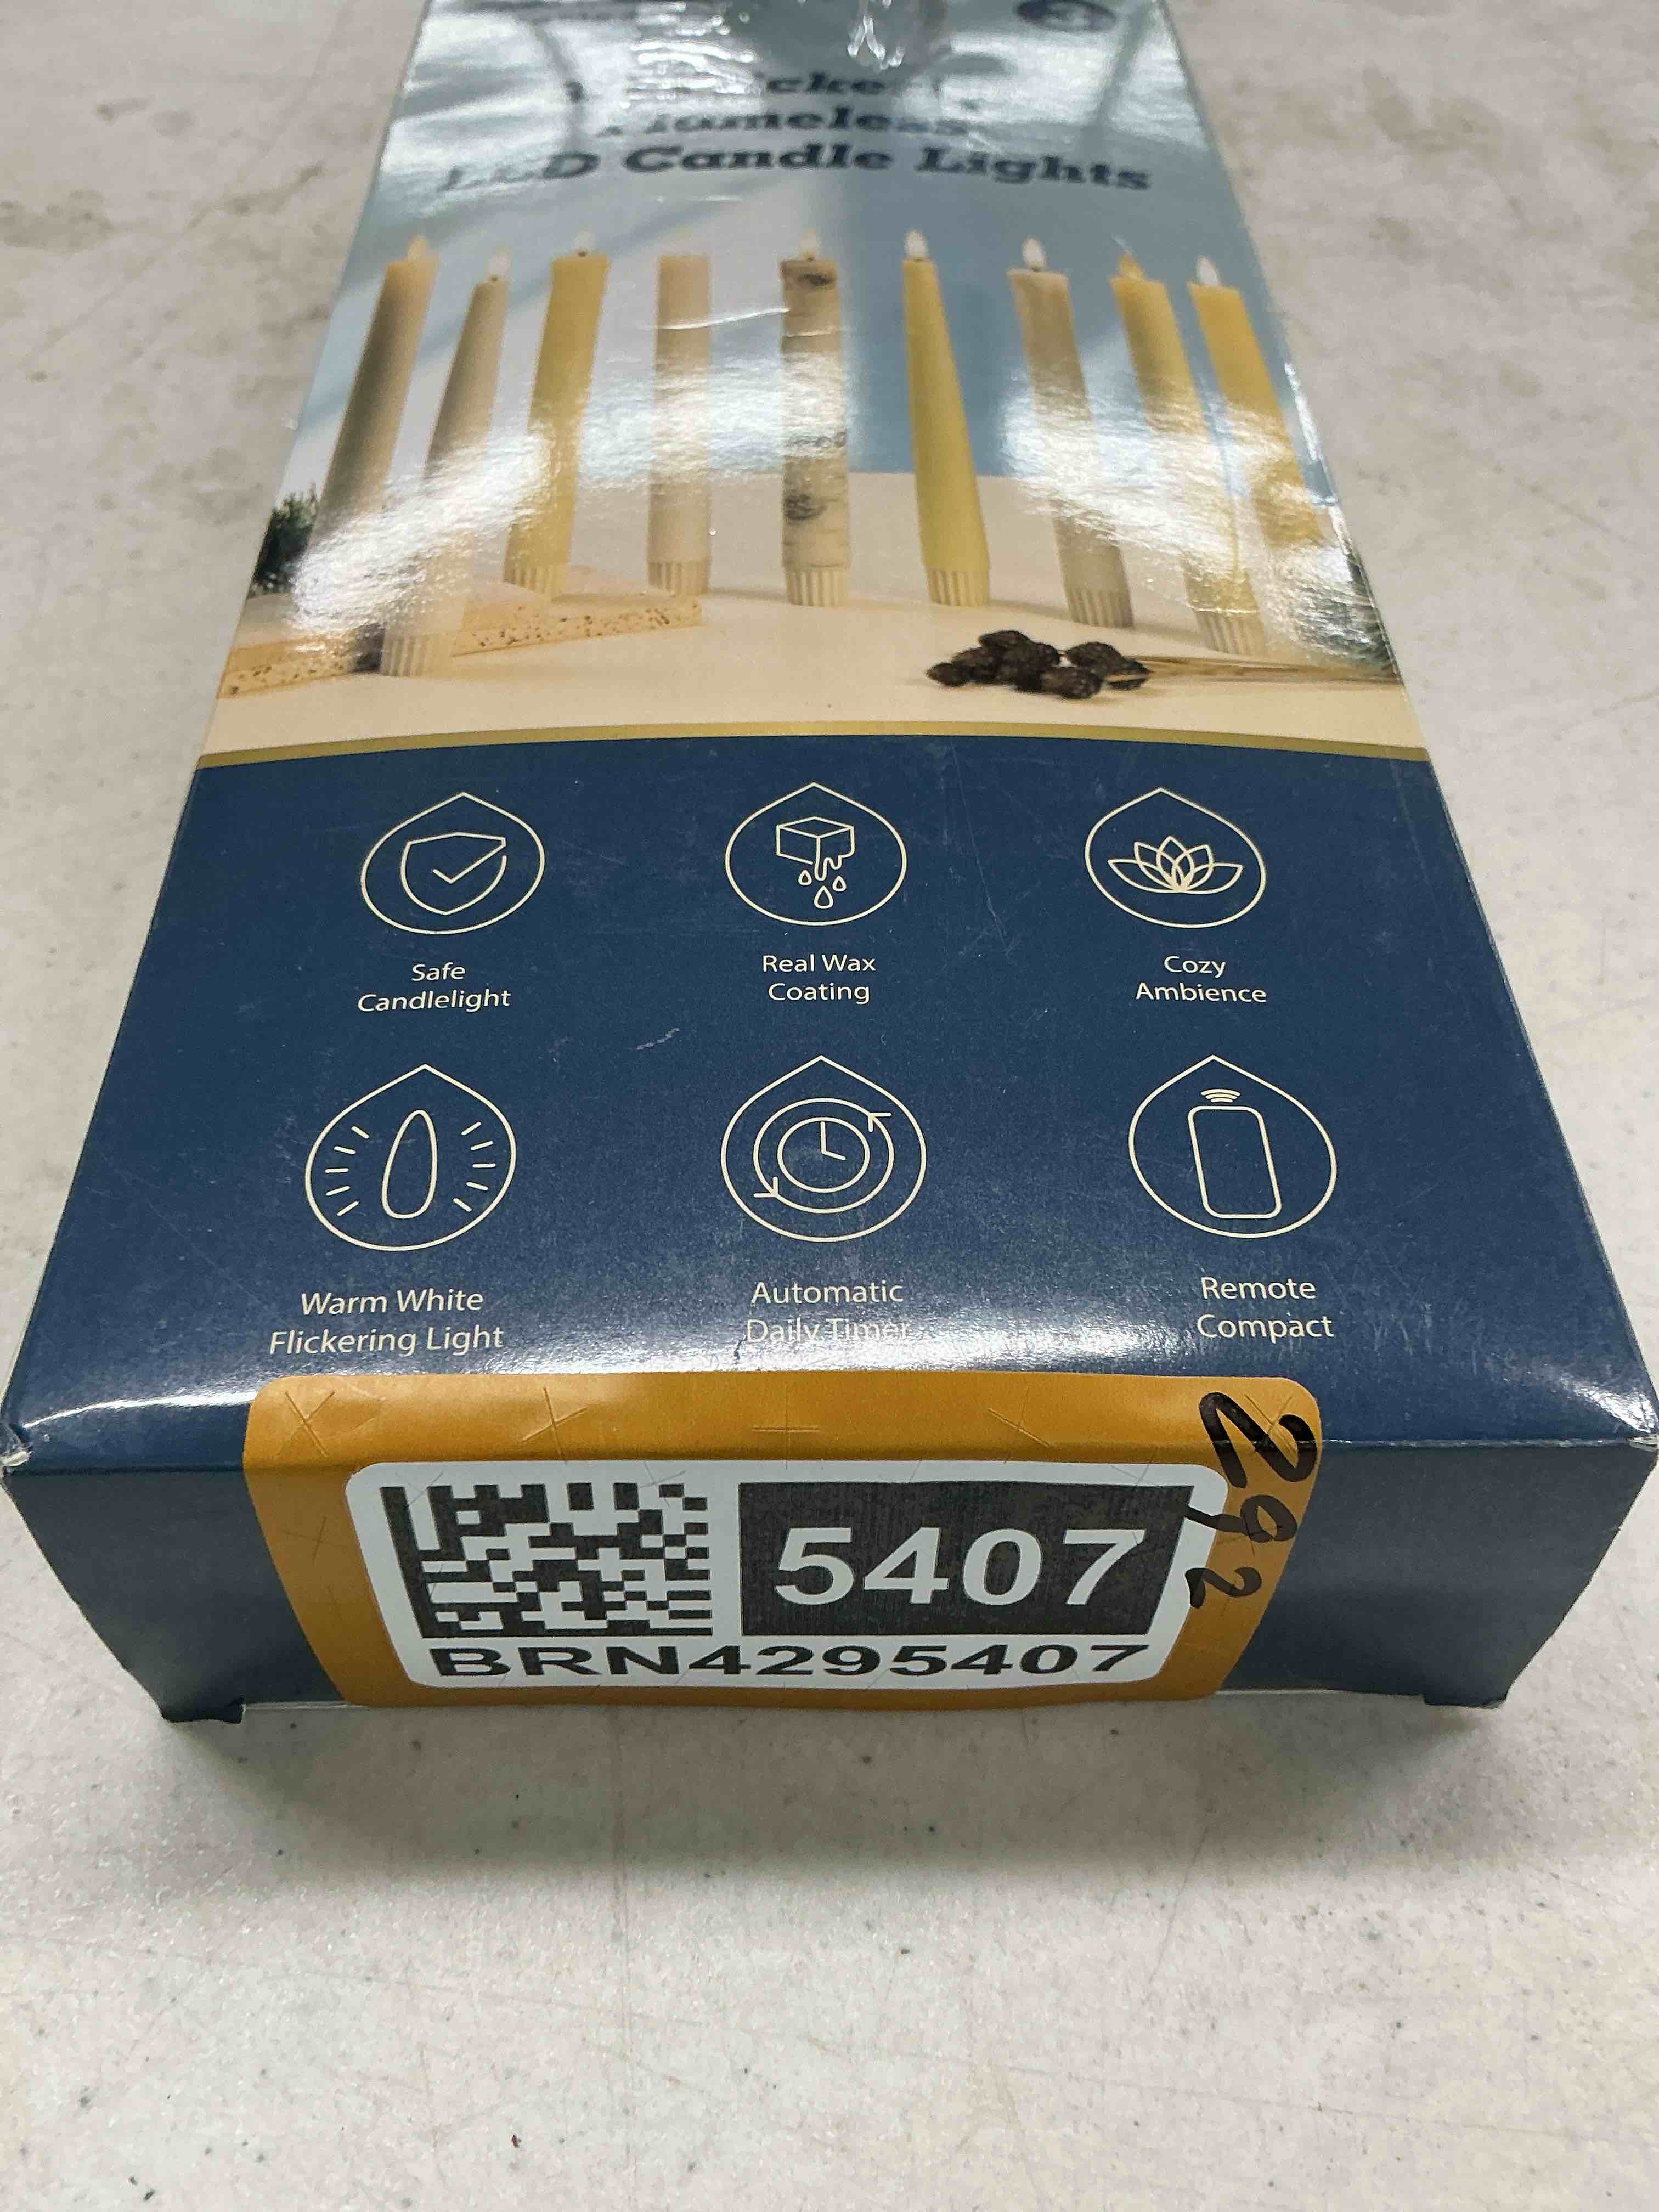 LED Candle Lights
Safe
Candlelight
Real Wax
Coating
Cozy
Ambience
Warm White
Flickering Light
Automatic
Daily Timer
Remote
Compact
5407
BRN4295407
292